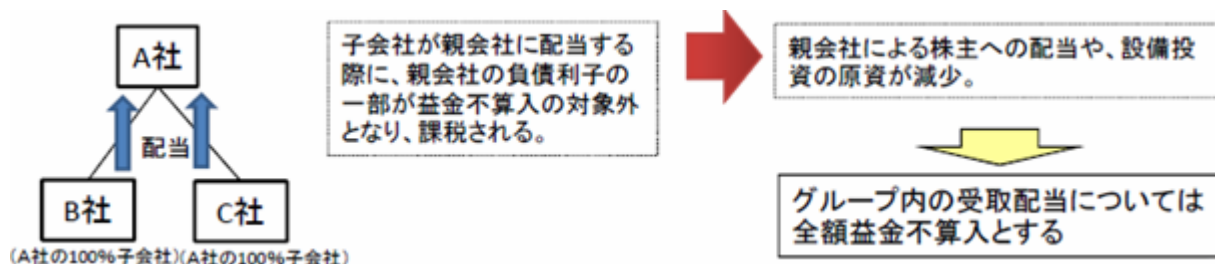 A社
配当
B社
C社
(A社の100%子会社)(A社の100%子会社)
子会社が親会社に配当する
際に、親会社の負債利子の
一部が益金不算入の対象外
となり、課税される。
親会社による株主への配当や、設備投
資の原資が減少。
グループ内の受取配当については
全額益金不算入とする